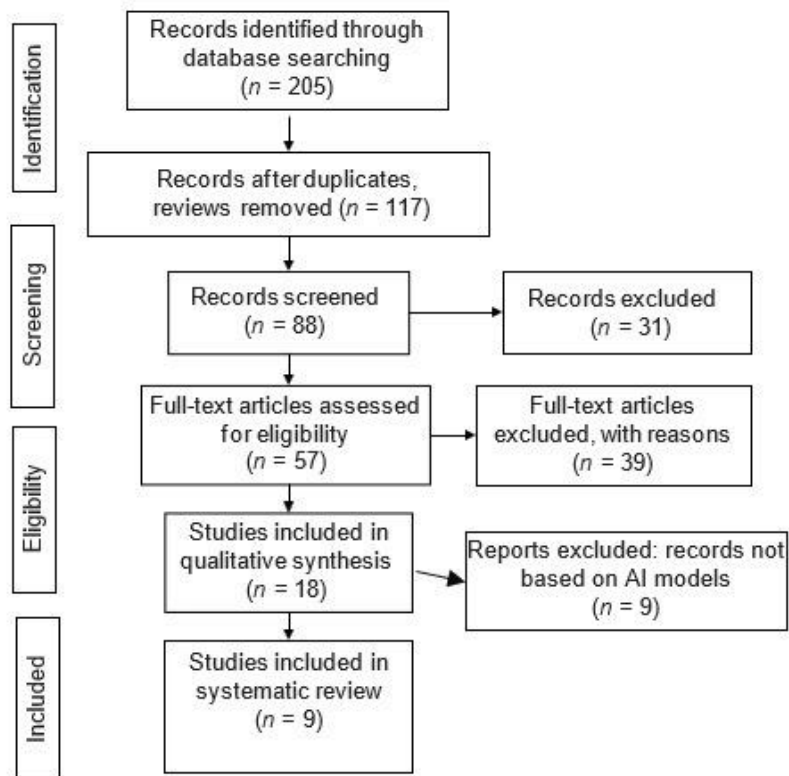 Identification
Records identified through
database searching
(n = 205)
Records after duplicates,
reviews removed (n = 117)
Screening
Records screened
(n = 88)
Records excluded
(n = 31)
Full-text articles assessed
for eligibility
(n = 57)
Full-text articles
excluded, with reasons
(n = 39)
Eligibility
Studies included in
qualitative synthesis
(n = 18)
Reports excluded: records not
based on AI models
(n = 9)
Included
Studies included in
systematic review
(n = 9)